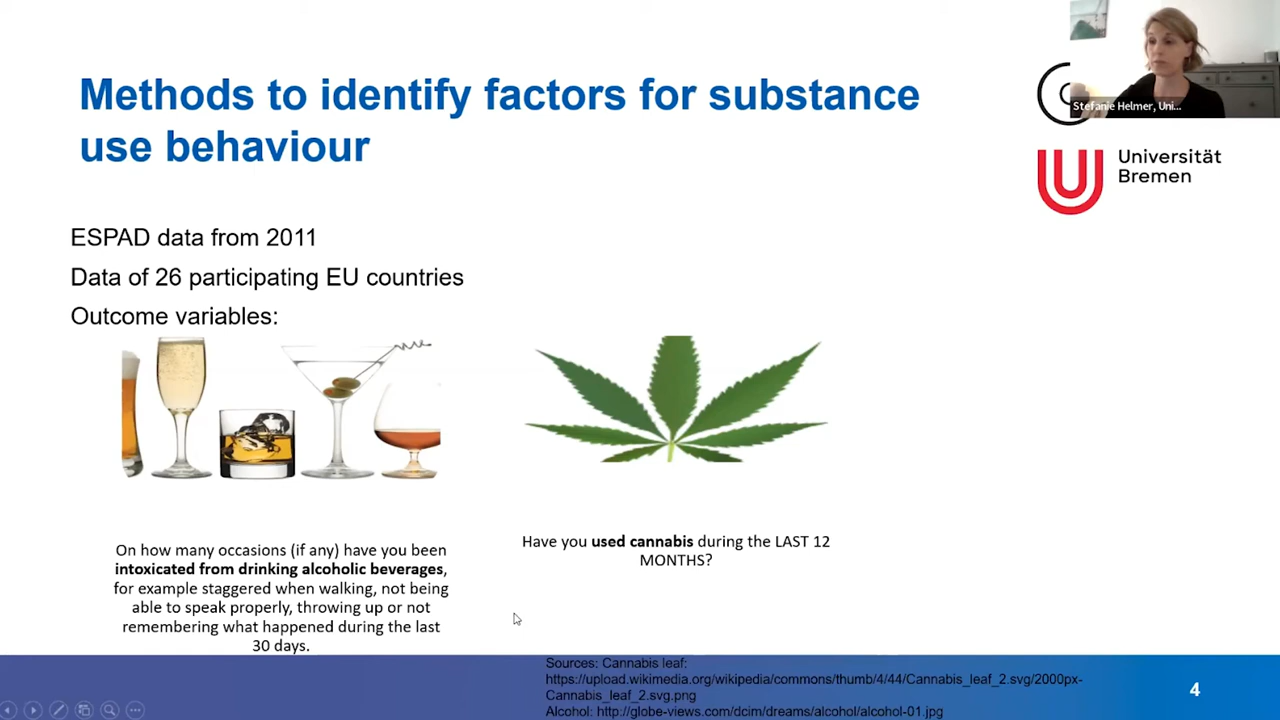 Methods to identify factors for substance
use behaviour
Stefanie Helmer, Uni...
Universität
Bremen
ESPAD data from 2011
Data of 26 participating EU countries
Outcome variables:
On how many occasions (if any) have you been
intoxicated from drinking alcoholic beverages,
for example staggered when walking, not being
able to speak properly, throwing up or not
remembering what happened during the last
30 days.
Have you used cannabis during the LAST 12
MONTHS?
Sources: Cannabis leaf:
https://upload.wikimedia.org/wikipedia/commons/thumb/4/44/Cannabis_leaf_2.svg/2000px-
Cannabis_leaf_2.svg.png
Alcohol: http://globe-views.com/dcim/dreams/alcohol/alcohol-01.jpg
4